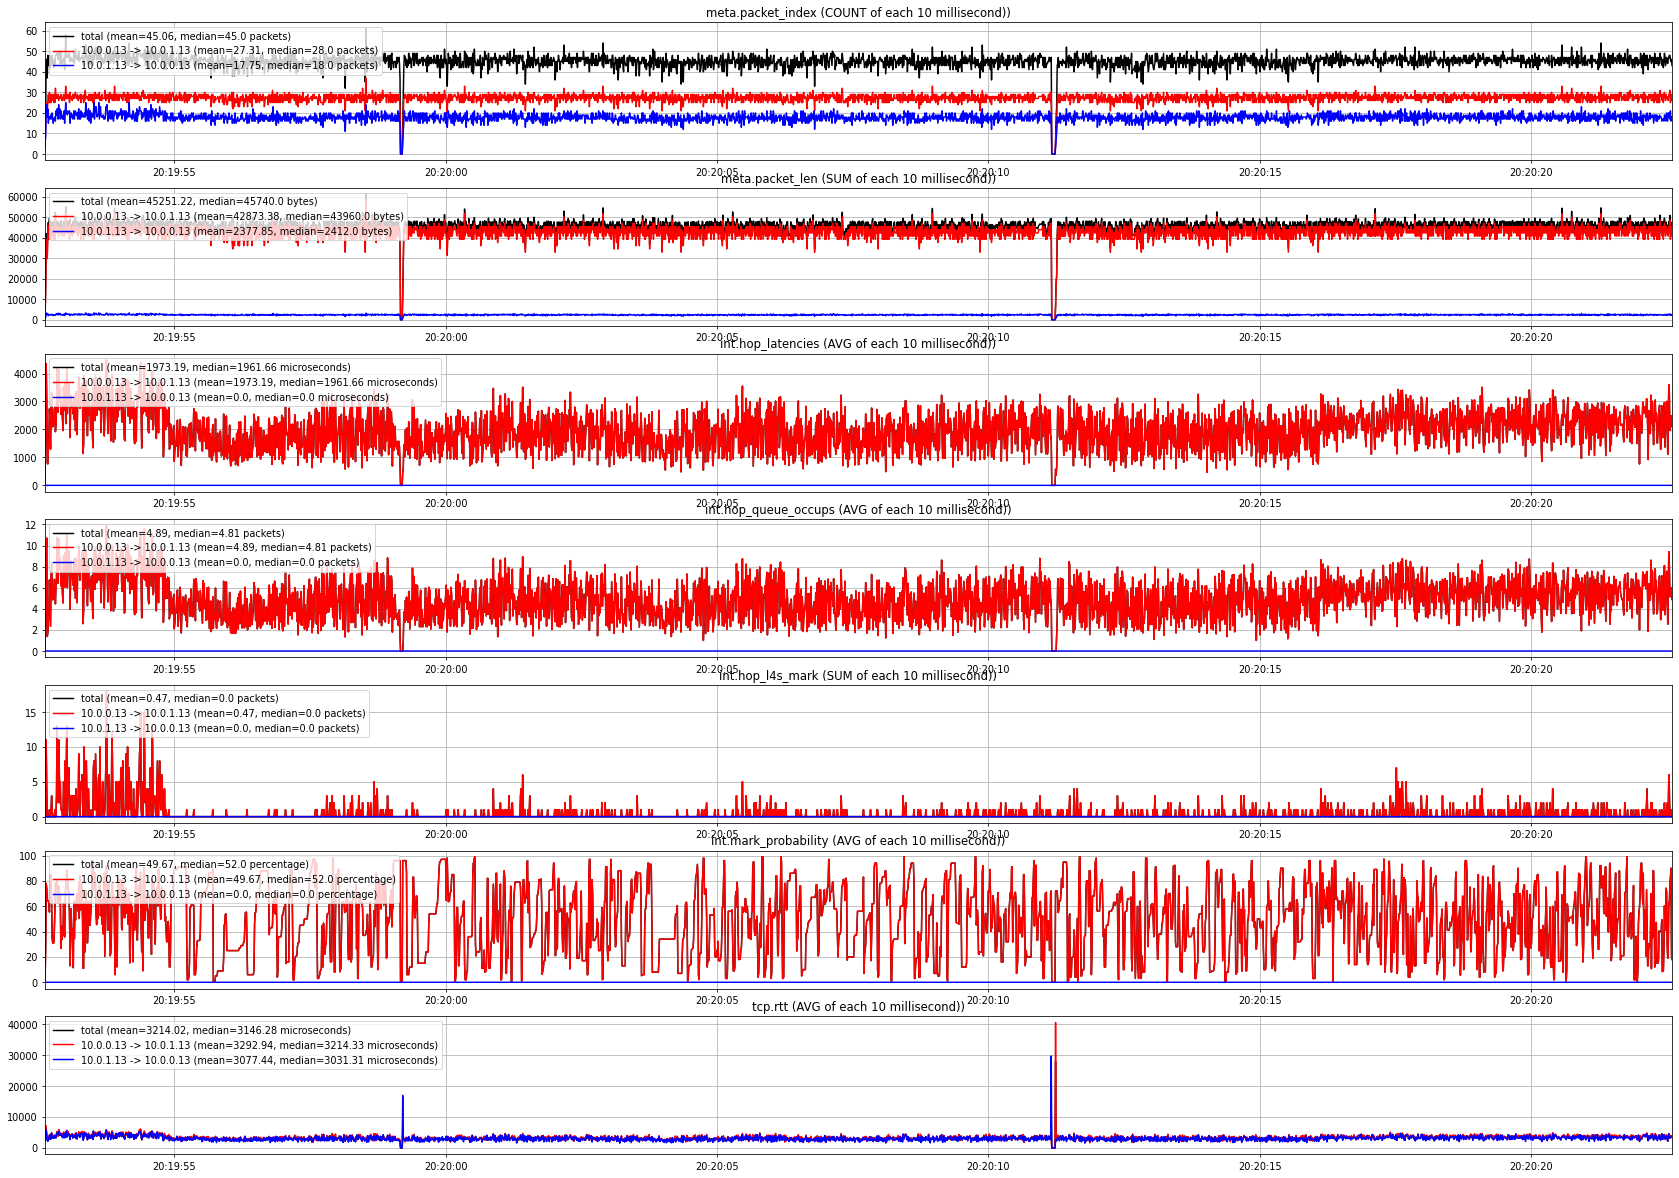 meta.packet_index (COUNT of each 10 millisecond))
total (mean=45.06, median=45.0 packets)
10.0.0.13 -> 10.0.1.13 (mean=27.31, median=28.0 packets)
10.0.1.13 -> 10.0.0.13 (mean=17.75, median=18.0 packets)
60
50
40
30
20
10
0
20:19:55 20:20:00 20:20:05 20:20:10 20:20:15 20:20:20
meta.packet_len (SUM of each 10 millisecond))
total (mean=45251.22, median=45740.0 bytes)
10.0.0.13 -> 10.0.1.13 (mean=42873.38, median=43960.0 bytes)
10.0.1.13 -> 10.0.0.13 (mean=2377.85, median=2412.0 bytes)
60000
50000
40000
30000
20000
10000
0
20:19:55 20:20:00 20:20:05 20:20:10 20:20:15 20:20:20
int.hop_latencies (AVG of each 10 millisecond))
total (mean=1973.19, median=1961.66 microseconds)
10.0.0.13 -> 10.0.1.13 (mean=1973.19, median=1961.66 microseconds)
10.0.1.13 -> 10.0.0.13 (mean=0.0, median=0.0 microseconds)
4000
3000
2000
1000
0
20:19:55 20:20:00 20:20:05 20:20:10 20:20:15 20:20:20
int.hop_queue_occups (AVG of each 10 millisecond))
total (mean=4.89, median=4.81 packets)
10.0.0.13 -> 10.0.1.13 (mean=4.89, median=4.81 packets)
10.0.1.13 -> 10.0.0.13 (mean=0.0, median=0.0 packets)
12
10
8
6
4
2
0
20:19:55 20:20:00 20:20:05 20:20:10 20:20:15 20:20:20
int.hop_l4s_mark (SUM of each 10 millisecond))
total (mean=0.47, median=0.0 packets)
10.0.0.13 -> 10.0.1.13 (mean=0.47, median=0.0 packets)
10.0.1.13 -> 10.0.0.13 (mean=0.0, median=0.0 packets)
15
10
5
0
20:19:55 20:20:00 20:20:05 20:20:10 20:20:15 20:20:20
int.mark_probability (AVG of each 10 millisecond))
total (mean=49.67, median=52.0 percentage)
10.0.0.13 -> 10.0.1.13 (mean=49.67, median=52.0 percentage)
10.0.1.13 -> 10.0.0.13 (mean=0.0, median=0.0 percentage)
100
80
60
40
20
0
20:19:55 20:20:00 20:20:05 20:20:10 20:20:15 20:20:20
tcp.rtt (AVG of each 10 millisecond))
total (mean=3214.02, median=3146.28 microseconds)
10.0.0.13 -> 10.0.1.13 (mean=3292.94, median=3214.33 microseconds)
10.0.1.13 -> 10.0.0.13 (mean=3077.44, median=3031.31 microseconds)
40000
30000
20000
10000
0
20:19:55 20:20:00 20:20:05 20:20:10 20:20:15 20:20:20